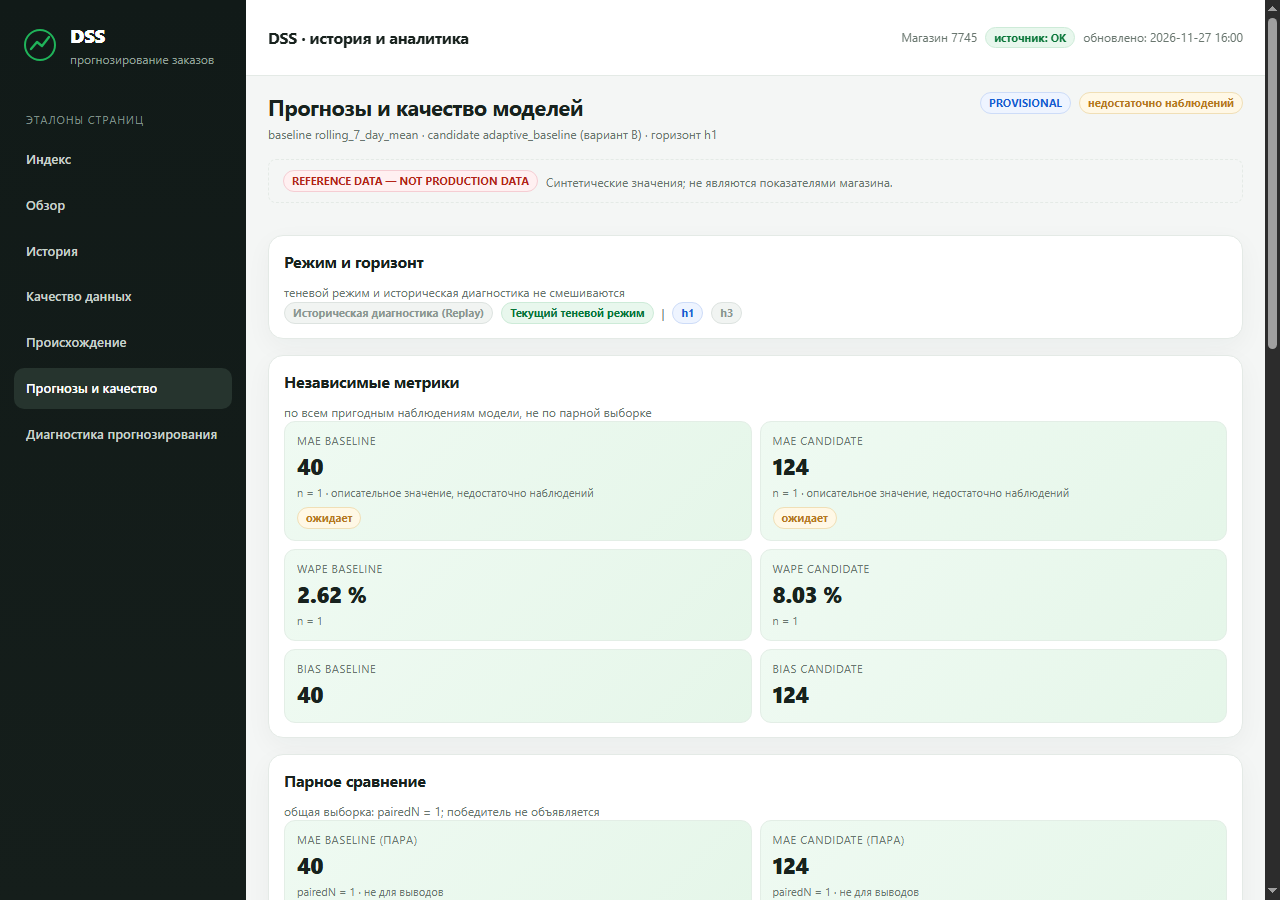 DSS
прогнозирование заказов
ЭТАЛОНЫ СТРАНИЦ
Индекс
Обзор
История
Качество данных
Происхождение
Прогнозы и качество
Диагностика прогнозирования
DSS · история и аналитика
Магазин 7745 источник: OK обновлено: 2026-11-27 16:00
Прогнозы и качество моделей
PROVISIONAL недостаточно наблюдений
baseline rolling_7_day_mean · candidate adaptive_baseline (вариант B) · горизонт h1
REFERENCE DATA — NOT PRODUCTION DATA Синтетические значения; не являются показателями магазина.
Режим и горизонт
теневой режим и историческая диагностика не смешиваются
Историческая диагностика (Replay) Текущий теневой режим | h1 h3
Независимые метрики
по всем пригодным наблюдениям модели, не по парной выборке
MAE BASELINE
40
n = 1 · описательное значение, недостаточно наблюдений
ожидает
MAE CANDIDATE
124
n = 1 · описательное значение, недостаточно наблюдений
ожидает
WAPE BASELINE
2.62 %
n = 1
WAPE CANDIDATE
8.03 %
n = 1
BIAS BASELINE
40
BIAS CANDIDATE
124
Парное сравнение
общая выборка: pairedN = 1; победитель не объявляется
MAE BASELINE (ПАРА)
40
pairedN = 1 · не для выводов
MAE CANDIDATE (ПАРА)
124
pairedN = 1 · не для выводов